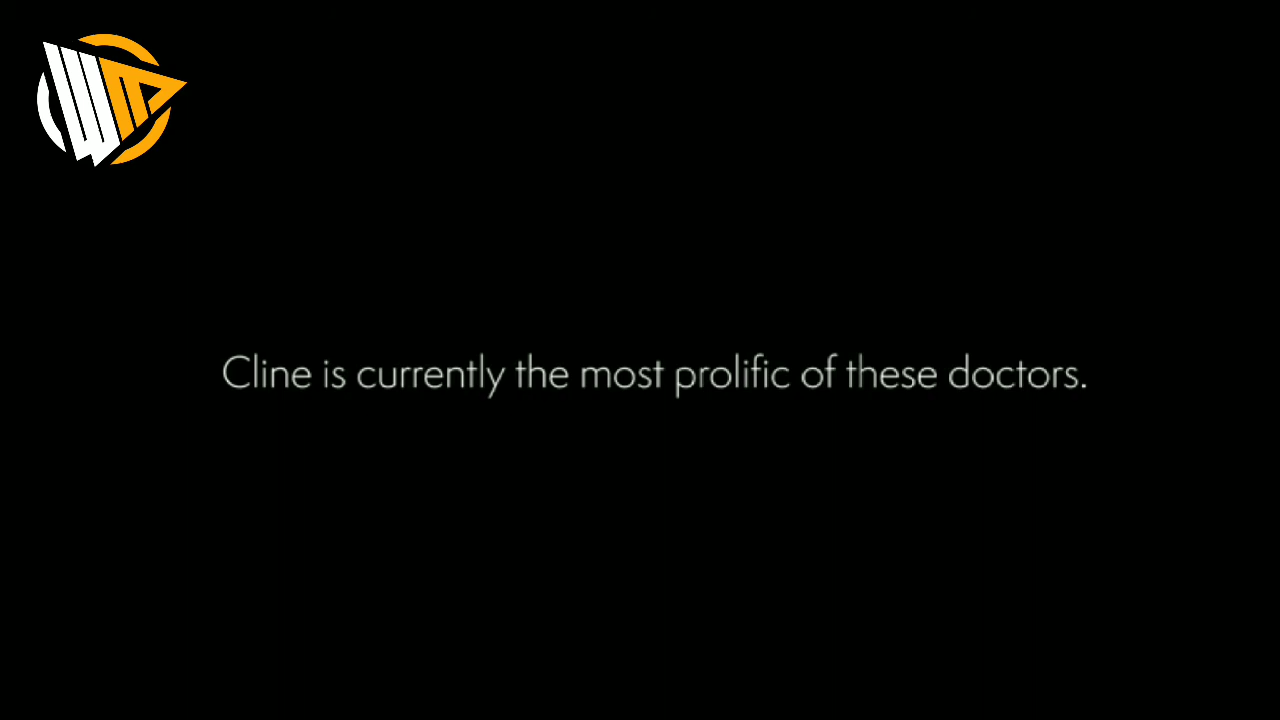 Cline is currently the most prolific of these doctors.